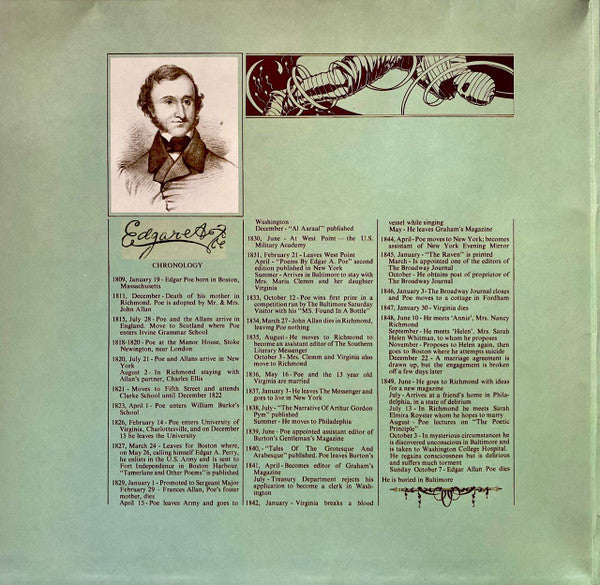 Edgar A Poe
CHRONOLOGY
1809, January 19 - Edgar Poe born in Boston,
Massachusetts
1811, December - Death of his mother in
Richmond, Poe is adopted by Mr. & Mrs.
John Allan
1815, July 28 - Poe and the Allans arrive in
England. Move to Scotland where Poe
enters Irvine Grammar School
1818-1820 - Poe at the Manor House, Stoke
Newington, near London
1820, July 21 - Poe and Allans arrive in New
York
August 2 - In Richmond staying with
Allan's partner, Charles Ellis
1821 - Moves to Fifth Street and attends
Clarke School until December 1822
1823, April 1 - Poe enters William Burke's
School
1826, February 14 - Poe enters University of
Virginia, Charlottesville, and on December
15 he leaves the University
1827, March 24 - Leaves for Boston where,
on May 26, calling himself Edgar A. Perry,
he enlists in the U.S. Army and is sent to
Fort Independence in Boston Harbour.
"Tamerlane and Other Poems" is published
1829, January 1 - Promoted to Sergeant Major
February 29 - Frances Allan, Poe's foster
mother, dies
April 15 - Poe leaves Army and goes to
Washington
December - "Al Aaraaf" published
1830, June - At West Point — the U.S.
Military Academy
1831, February 21 - Leaves West Point
April - "Poems By Edgar A. Poe" second
edition published in New York
Summer - Arrives in Baltimore to stay with
Mrs. Maria Clemm and her daughter
Virginia
1833, October 12 - Poe wins first prize in a
competition run by The Baltimore Saturday
Visitor with his "MS. Found In A Bottle"
1834, March 27 - John Allan dies in Richmond,
leaving Poe nothing
1835, August - He moves to Richmond to
become an assistant editor of The Southern
Literary Messenger
October 3 - Mrs. Clemm and Virginia also
move to Richmond
1836, May 16 - Poe and the 13 year old
Virginia are married
1837, January 3 - He leaves The Messenger and
goes to live in New York
1838, July - "The Narrative Of Arthur Gordon
Pym" published
Summer - He moves to Philadephia
1839, June - Poe appointed assistant editor of
Burton's Gentleman's Magazine
1840, - "Tales Of The Grotesque And
Arabesque" published. Poe leaves Burton's
1841, April - Becomes editor of Graham's
Magazine
July - Treasury Department rejects his
application to become a clerk in Wash-
ington
1842, January - Virginia breaks a blood
vessel while singing
May - He leaves Graham's Magazine
1844, April - Poe moves to New York; becomes
assistant of New York Evening Mirror
1845, January - "The Raven" is printed
March - Is appointed one of the editors of
The Broadway Journal
October - He obtains post of proprietor of
The Broadway Journal
1846, January 3 - The Broadway Journal closes
and Poe moves to a cottage in Fordham
1847, January 30 - Virginia dies
1848, June 10 - He meets 'Annie', Mrs. Nancy
Richmond
September - He meets 'Helen', Mrs. Sarah
Helen Whitman, to whom he proposes
November - Proposes to Helen again, then
goes to Boston where he attempts suicide
December 22 - A marriage agreement is
drawn up, but the engagement is broken
off a few days later
1849, June - He goes to Richmond with ideas
for a new magazine
July - Arrives at a friend's home in Phila-
delphia, in a state of delirium
July 13 - In Richmond he meets Sarah
Elmira Royster whom he hopes to marry.
August - Poe lectures on "The Poetic
Principle"
October 3 - In mysterious circumstances he
is discovered unconscious in Baltimore and
is taken to Washington College Hospital.
He regains consciousness but is delirious
and suffers much torment
Sunday October 7 - Edgar Allan Poe dies
He is buried in Baltimore